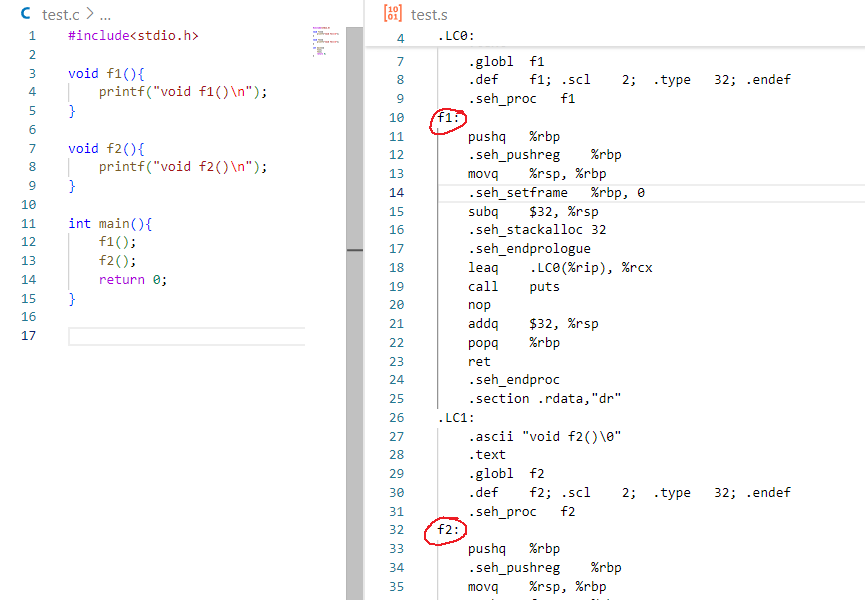 C test.c > ...
1 #include<stdio.h>
2
3 void f1(){
4 printf("void f1()\n");
5 }
6
7 void f2(){
8 printf("void f2()\n");
9 }
10
11 int main(){
12 f1();
13 f2();
14 return 0;
15 }
16
17
test.s
4 .LC0:
7 .globl f1
8 .def f1; .scl 2; .type 32; .endef
9 .seh_proc f1
10 f1:
11 pushq %rbp
12 .seh_pushreg %rbp
13 movq %rsp, %rbp
14 .seh_setframe %rbp, 0
15 subq $32, %rsp
16 .seh_stackalloc 32
17 .seh_endprologue
18 leaq .LC0(%rip), %rcx
19 call puts
20 nop
21 addq $32, %rsp
22 popq %rbp
23 ret
24 .seh_endproc
25 .section .rdata,"dr"
26 .LC1:
27 .ascii "void f2()\0"
28 .text
29 .globl f2
30 .def f2; .scl 2; .type 32; .endef
31 .seh_proc f2
32 f2:
33 pushq %rbp
34 .seh_pushreg %rbp
35 movq %rsp, %rbp